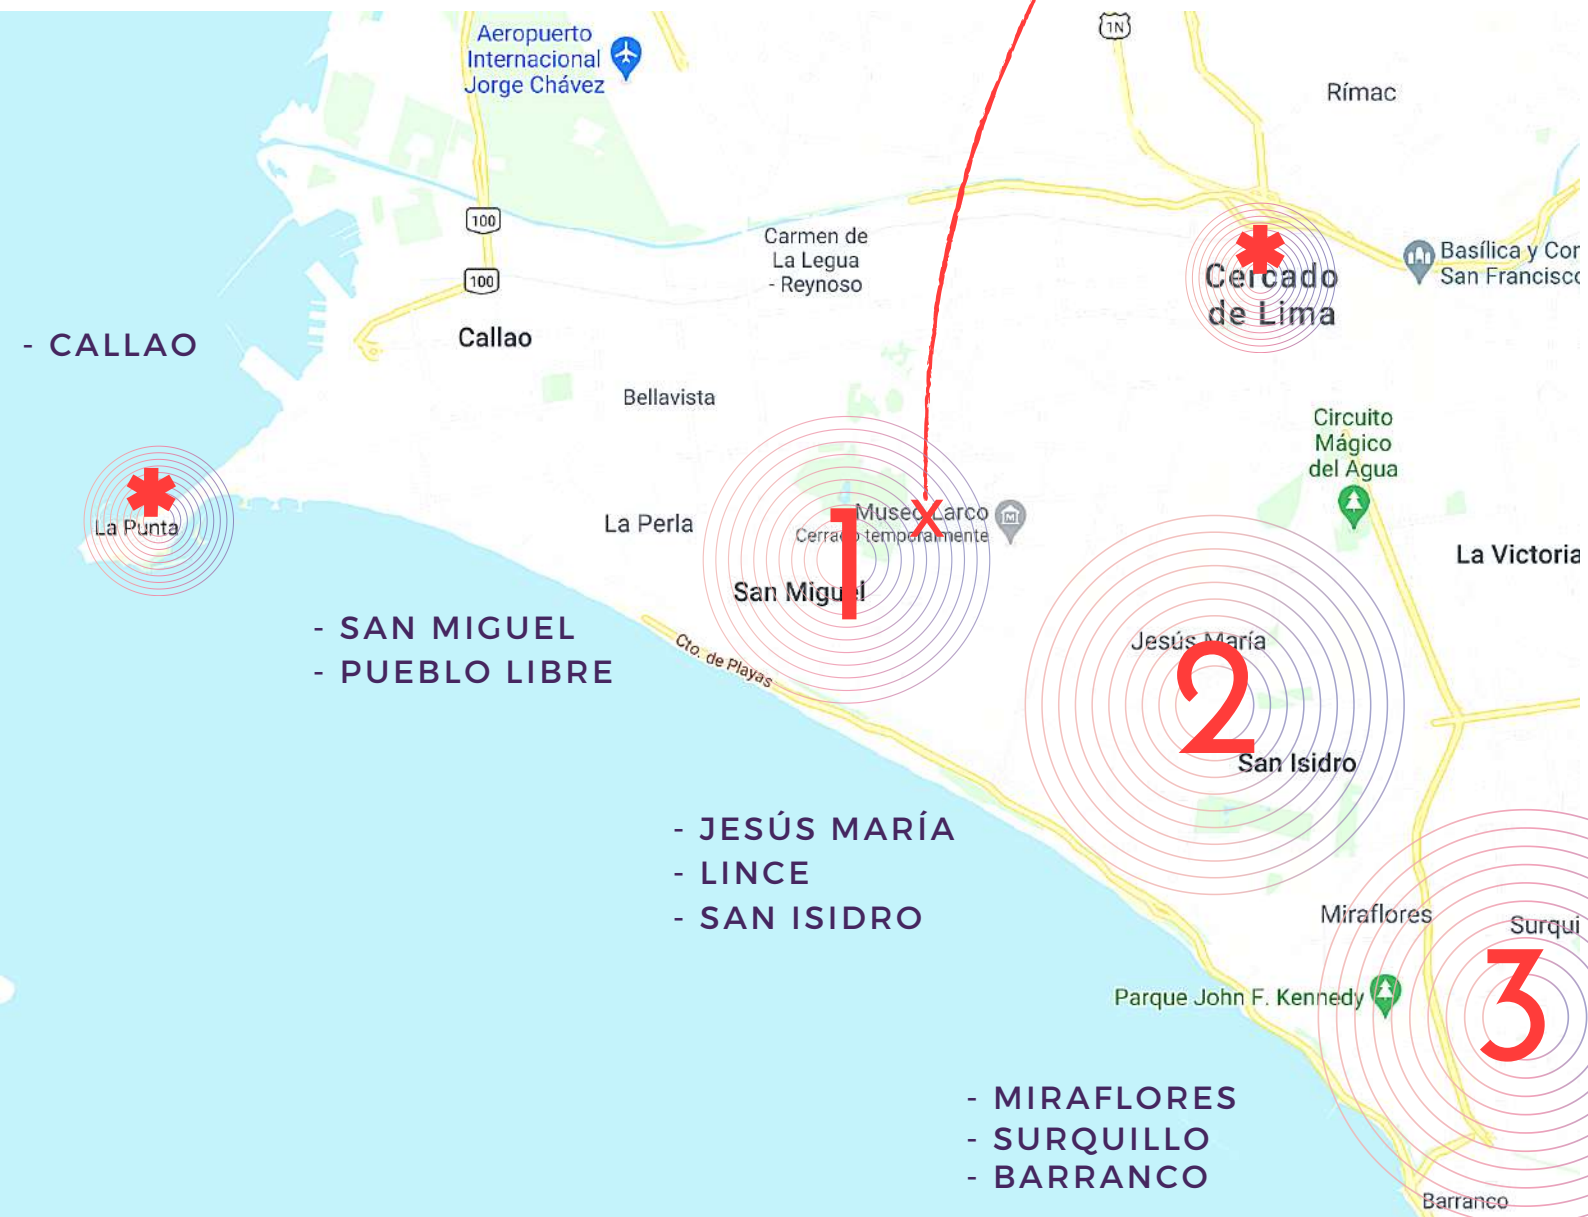 1N
Aeropuerto
Internacional
Jorge Chávez
Rímac
100
Carmen de
La Legua
- Reynoso
Basílica y Con
San Francisco
100
*
Cercado
de Lima
- CALLAO
Callao
Bellavista
Circuito
Mágico
del Agua
*
La Punta
La Perla
Museo Larco
Cerrado temporalmente
X
1
San Miguel
La Victoria
- SAN MIGUEL
- PUEBLO LIBRE
Cto. de Playas
Jesús María
2
San Isidro
- JESÚS MARÍA
- LINCE
- SAN ISIDRO
Miraflores
Surqui
Parque John F. Kennedy
3
- MIRAFLORES
- SURQUILLO
- BARRANCO
Barranco